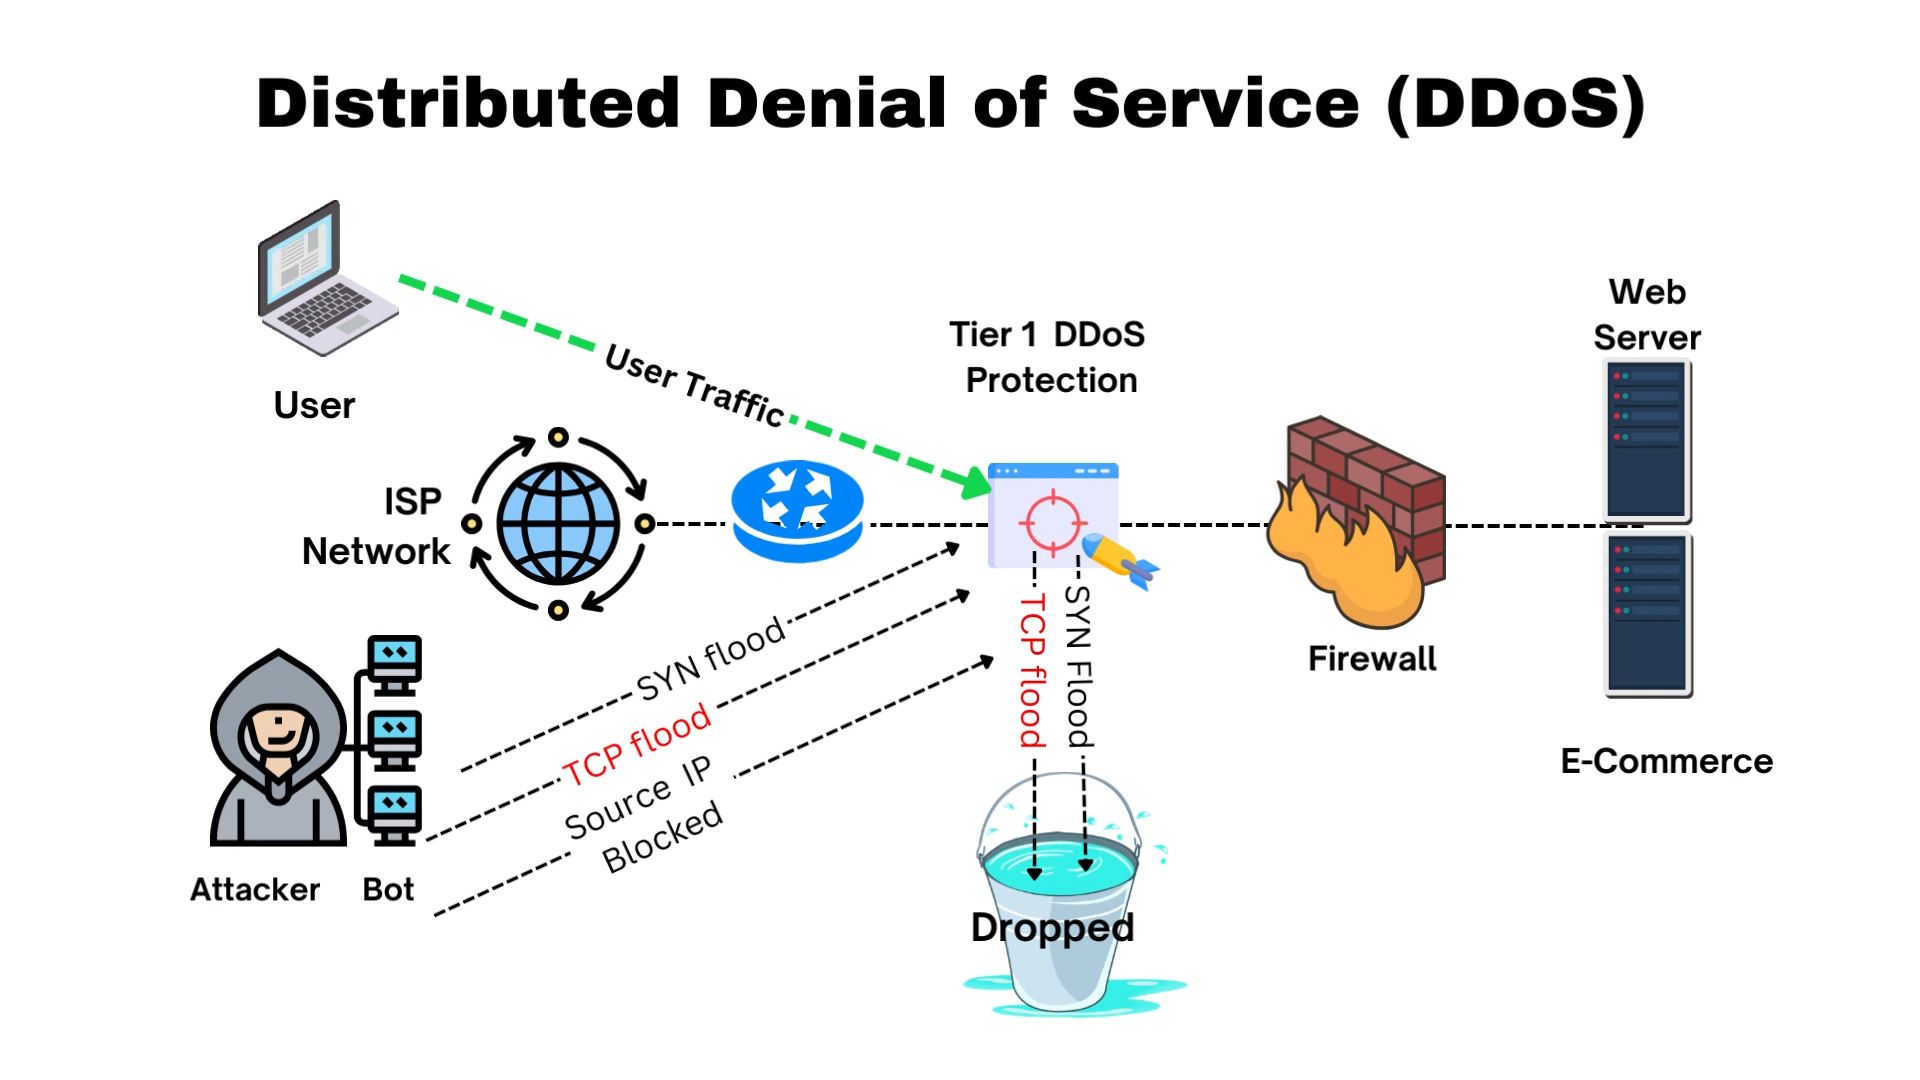 Distributed Denial of Service (DDoS)
User
User Traffic
Tier 1 DDoS
Protection
Web
Server
ISP
Network
SYN flood
TCP flood
Source IP
Blocked
TCP flood
SYN Flood
Firewall
E-Commerce
Attacker
Bot
Dropped